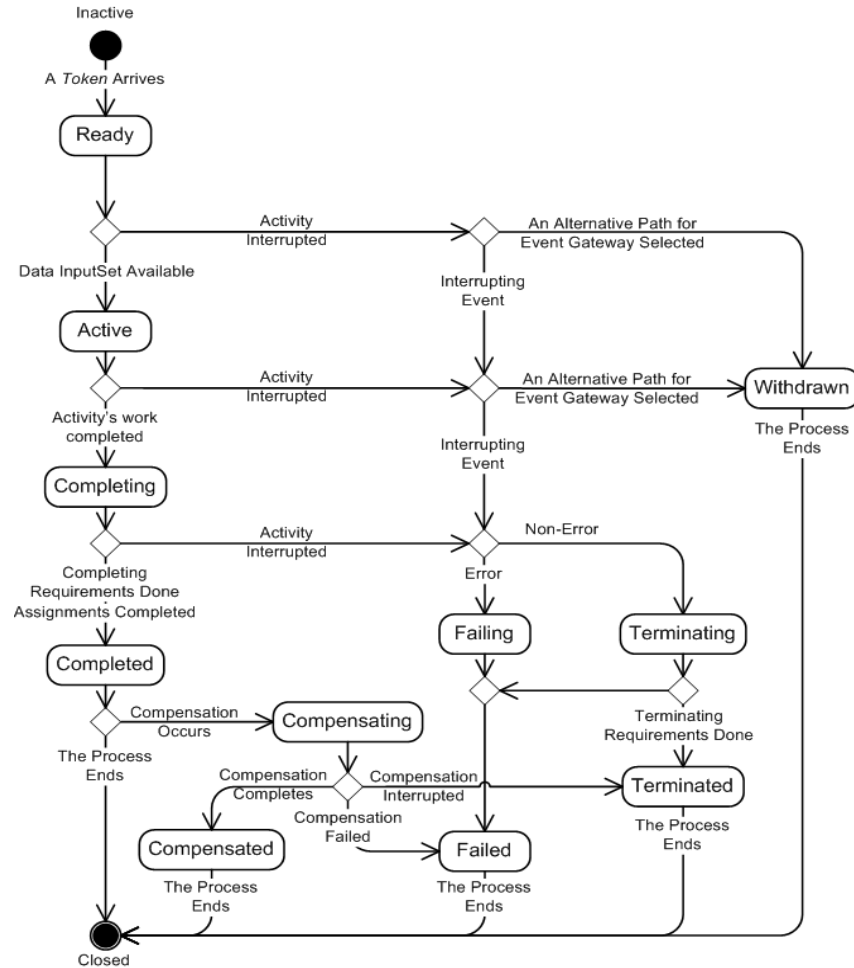 Inactive
A Token Arrives
Ready
Activity
Interrupted
An Alternative Path for
Event Gateway Selected
Data InputSet Available
Interrupting
Event
Active
Activity
Interrupted
An Alternative Path for
Event Gateway Selected
Withdrawn
Activity's work
completed
The Process
Ends
Interrupting
Event
Completing
Activity
Interrupted
Non-Error
Completing
Requirements Done
Assignments Completed
Error
Failing
Terminating
Completed
Compensation
Occurs
Compensating
Terminating
Requirements Done
The Process
Ends
Compensation
Completes
Compensation
Interrupted
Terminated
Compensation
Failed
The Process
Ends
Compensated
Failed
The Process
Ends
The Process
Ends
Closed